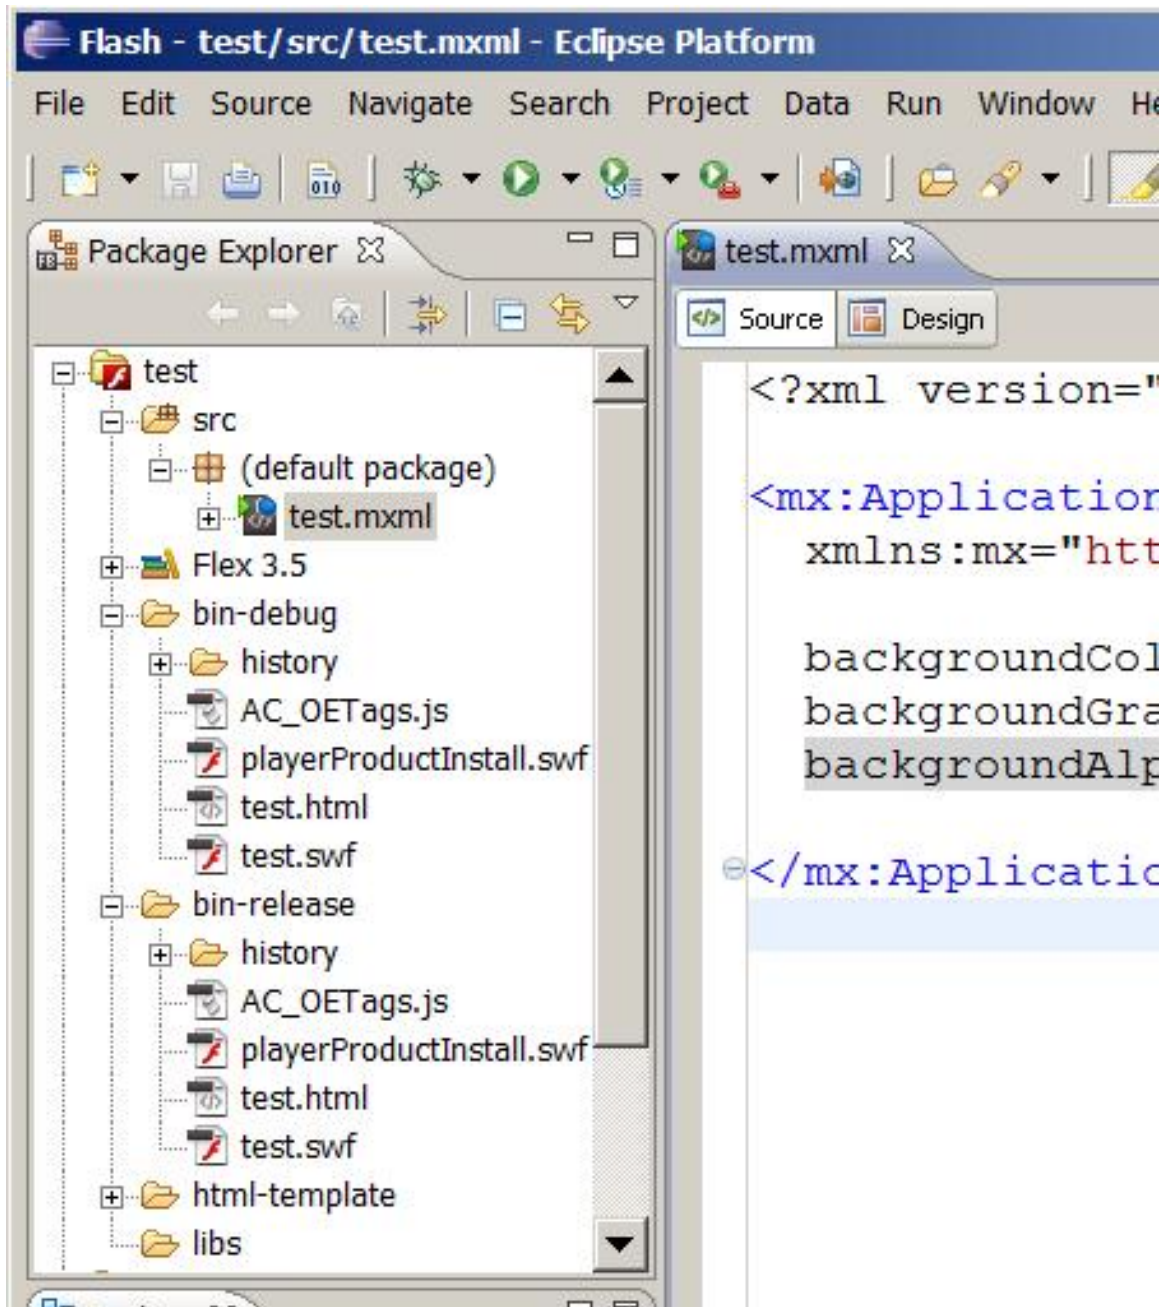 Flash - test/src/test.mxml - Eclipse Platform
File Edit Source Navigate Search Project Data Run Window
010
Package Explorer
test.mxml
Source Design
test
src
(default package)
test.mxml
Flex 3.5
bin-debug
history
AC_OETags.js
playerProductInstall.swf
test.html
test.swf
bin-release
history
AC_OETags.js
playerProductInstall.swf
test.html
test.swf
html-template
libs
<?xml version="
<mx:Application
xmlns:mx="htt
backgroundCol
backgroundGra
backgroundAlp
</mx:Applicatio